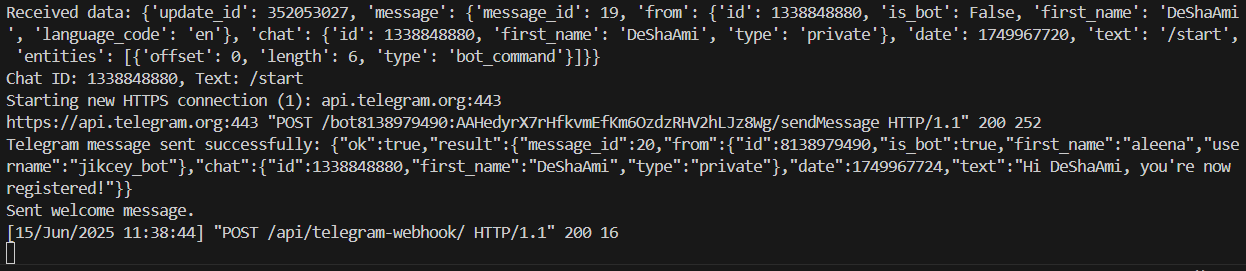 Received data: {'update_id': 352053027, 'message': {'message_id': 19, 'from': {'id': 1338848880, 'is_bot': False, 'first_name': 'DeShaAmi
', 'language_code': 'en'}, 'chat': {'id': 1338848880, 'first_name': 'DeShaAmi', 'type': 'private'}, 'date': 1749967720, 'text': '/start',
 'entities': [{'offset': 0, 'length': 6, 'type': 'bot_command'}]}}
Chat ID: 1338848880, Text: /start
Starting new HTTPS connection (1): api.telegram.org:443
https://api.telegram.org:443 "POST /bot8138979490:AAHedyrX7rHfkvmEfKm6OzdzRHV2hLJz8Wg/sendMessage HTTP/1.1" 200 252
Telegram message sent successfully: {"ok":true,"result":{"message_id":20,"from":{"id":8138979490,"is_bot":true,"first_name":"aleena","use
rname":"jikcey_bot"},"chat":{"id":1338848880,"first_name":"DeShaAmi","type":"private"},"date":1749967724,"text":"Hi DeShaAmi, you're now
registered!"}}
Sent welcome message.
[15/Jun/2025 11:38:44] "POST /api/telegram-webhook/ HTTP/1.1" 200 16